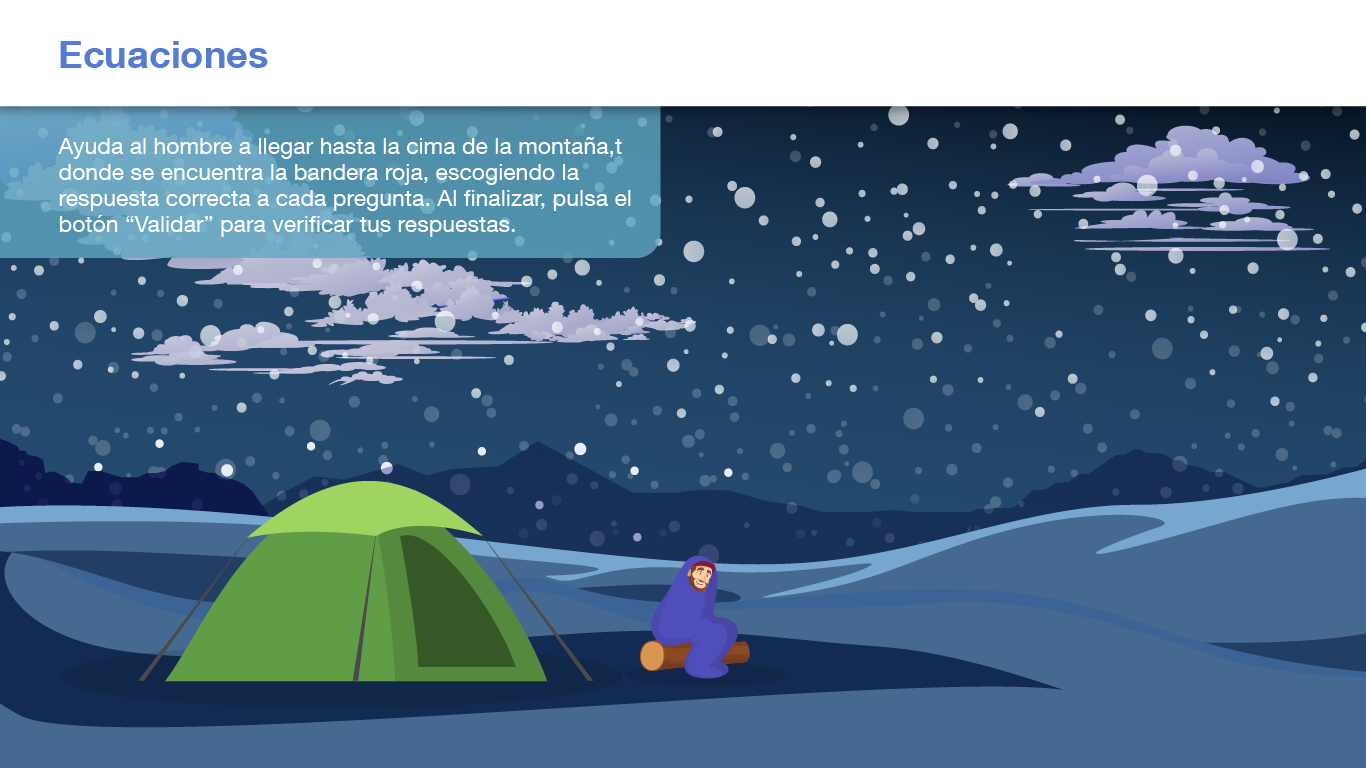 Ecuaciones
Ayuda al hombre a llegar hasta la cima de la montaña,t
donde se encuentra la bandera roja, escogiendo la
respuesta correcta a cada pregunta. Al finalizar, pulsa el
botón “Validar” para verificar tus respuestas.